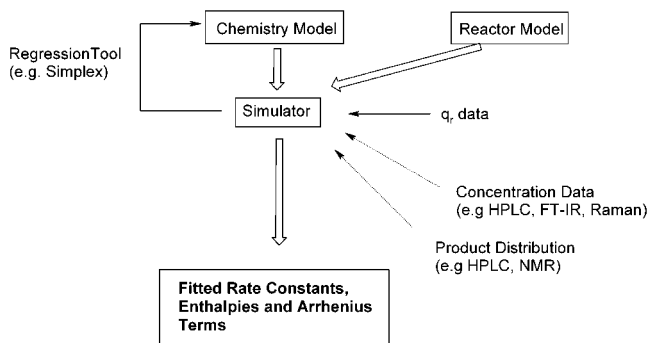 Chemistry Model
Reactor Model
RegressionTool
(e.g. Simplex)
Simulator
qr data
Concentration Data
(e.g HPLC, FT-IR, Raman)
Product Distribution
(e.g HPLC, NMR)
Fitted Rate Constants,
Enthalpies and Arrhenius
Terms